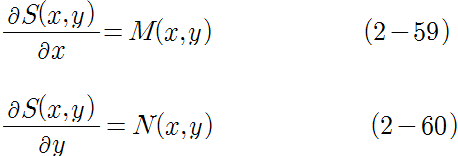 ∂S(x,y)/∂x = M(x,y) (2−59)
∂S(x,y)/∂y = N(x,y) (2−60)